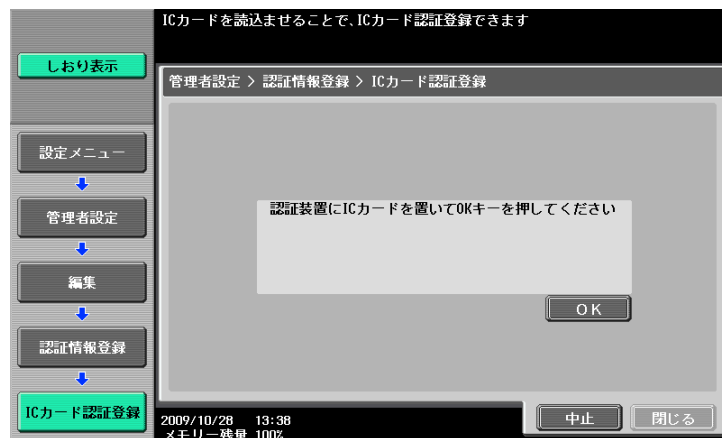 ICカードを読込ませることで、ICカード認証登録できます
しおり表示
管理者設定 > 認証情報登録 > ICカード認証登録
設定メニュー
管理者設定
編集
認証情報登録
ICカード認証登録
認証装置にICカードを置いてOKキーを押してください
OK
2009/10/28 13:38
メモリー残量 100%
中止
閉じる